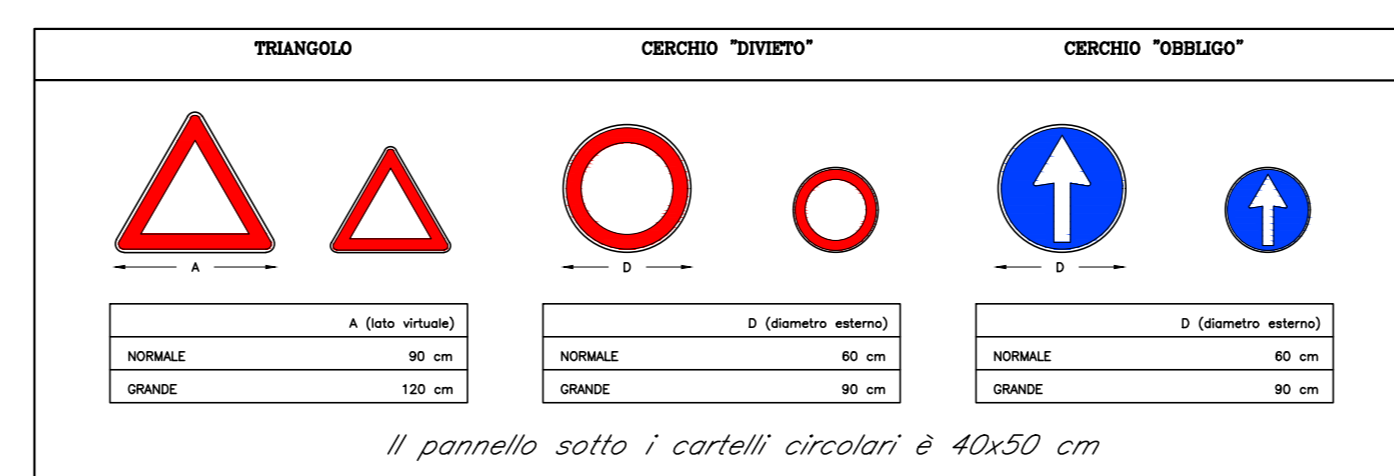 TRIANGOLO CERCHIO "DIVIETO" CERCHIO "OBBLIGO"
A D D
A (lato virtuale) D (diametro esterno) D (diametro esterno)
NORMALE 90 cm NORMALE 60 cm NORMALE 60 cm
GRANDE 120 cm GRANDE 90 cm GRANDE 90 cm
Il pannello sotto i cartelli circolari è 40x50 cm